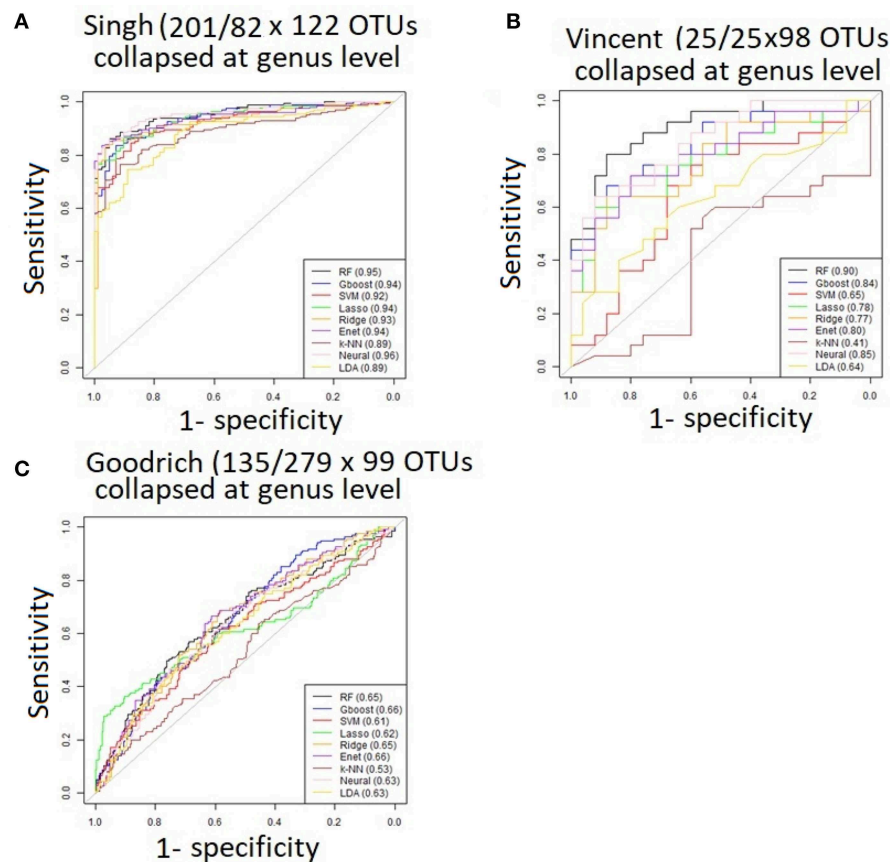 A
Singh (201/82 x 122 OTUs
collapsed at genus level
Sensitivity
1.0
0.8
0.6
0.4
0.2
0.0
RF (0.95)
Gboost (0.94)
SVM (0.92)
Lasso (0.94)
Ridge (0.93)
Enet (0.94)
k-NN (0.89)
Neural (0.96)
LDA (0.89)
1.0 0.8 0.6 0.4 0.2 0.0
1- specificity
B
Vincent (25/25x98 OTUs
collapsed at genus level
Sensitivity
1.0
0.8
0.6
0.4
0.2
0.0
RF (0.90)
Gboost (0.84)
SVM (0.65)
Lasso (0.78)
Ridge (0.77)
Enet (0.80)
k-NN (0.41)
Neural (0.85)
LDA (0.64)
1.0 0.8 0.6 0.4 0.2 0.0
1- specificity
C
Goodrich (135/279 x 99 OTUs
collapsed at genus level
Sensitivity
1.0
0.8
0.6
0.4
0.2
0.0
RF (0.65)
Gboost (0.66)
SVM (0.61)
Lasso (0.62)
Ridge (0.65)
Enet (0.66)
k-NN (0.53)
Neural (0.63)
LDA (0.63)
1.0 0.8 0.6 0.4 0.2 0.0
1- specificity